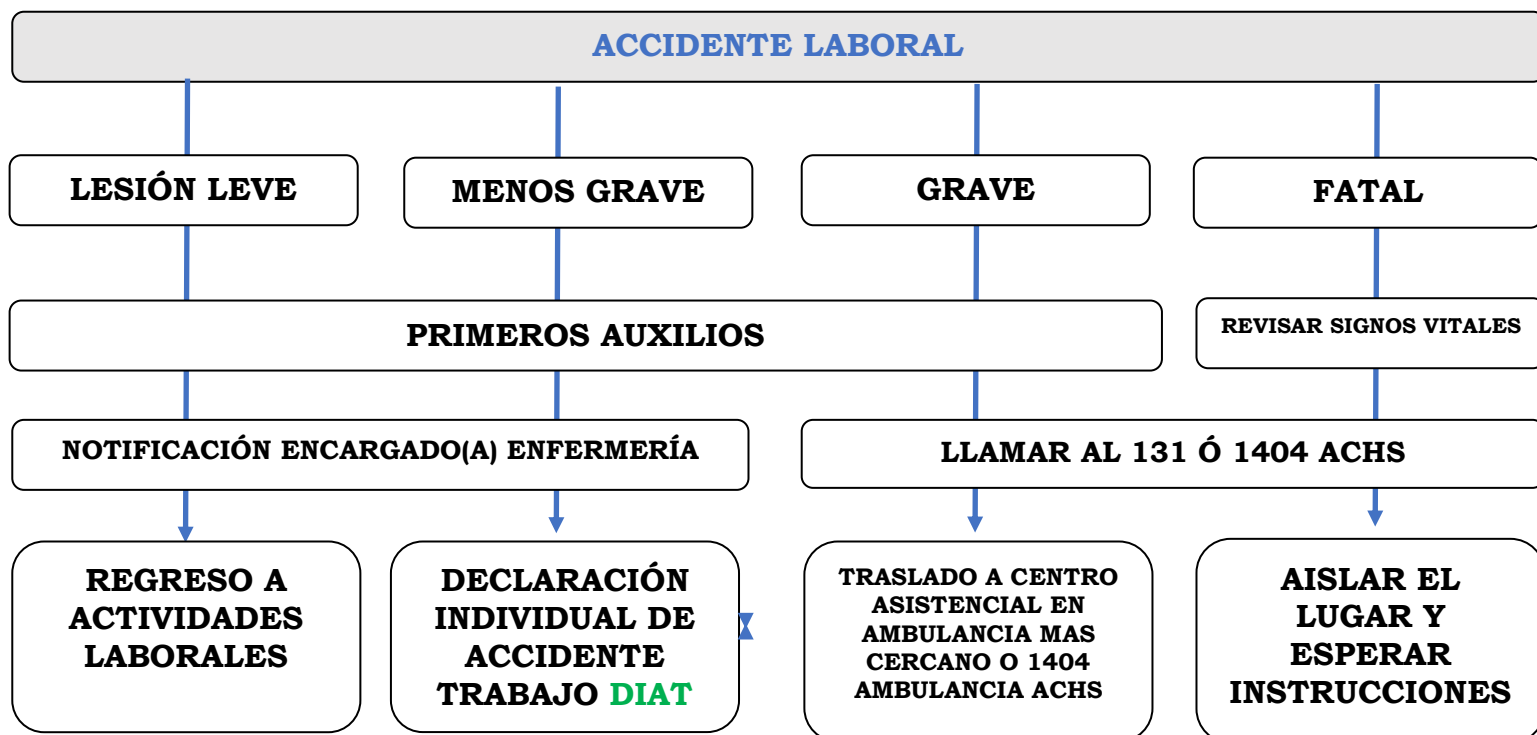 ACCIDENTE LABORAL
LESIÓN LEVE
MENOS GRAVE
GRAVE
FATAL
PRIMEROS AUXILIOS
REVISAR SIGNOS VITALES
NOTIFICACIÓN ENCARGADO(A) ENFERMERÍA
LLAMAR AL 131 Ó 1404 ACHS
REGRESO A
ACTIVIDADES
LABORALES
DECLARACIÓN
INDIVIDUAL DE
ACCIDENTE
TRABAJO DIAT
TRASLADO A CENTRO
ASISTENCIAL EN
AMBULANCIA MAS
CERCANO O 1404
AMBULANCIA ACHS
AISLAR EL
LUGAR Y
ESPERAR
INSTRUCCIONES